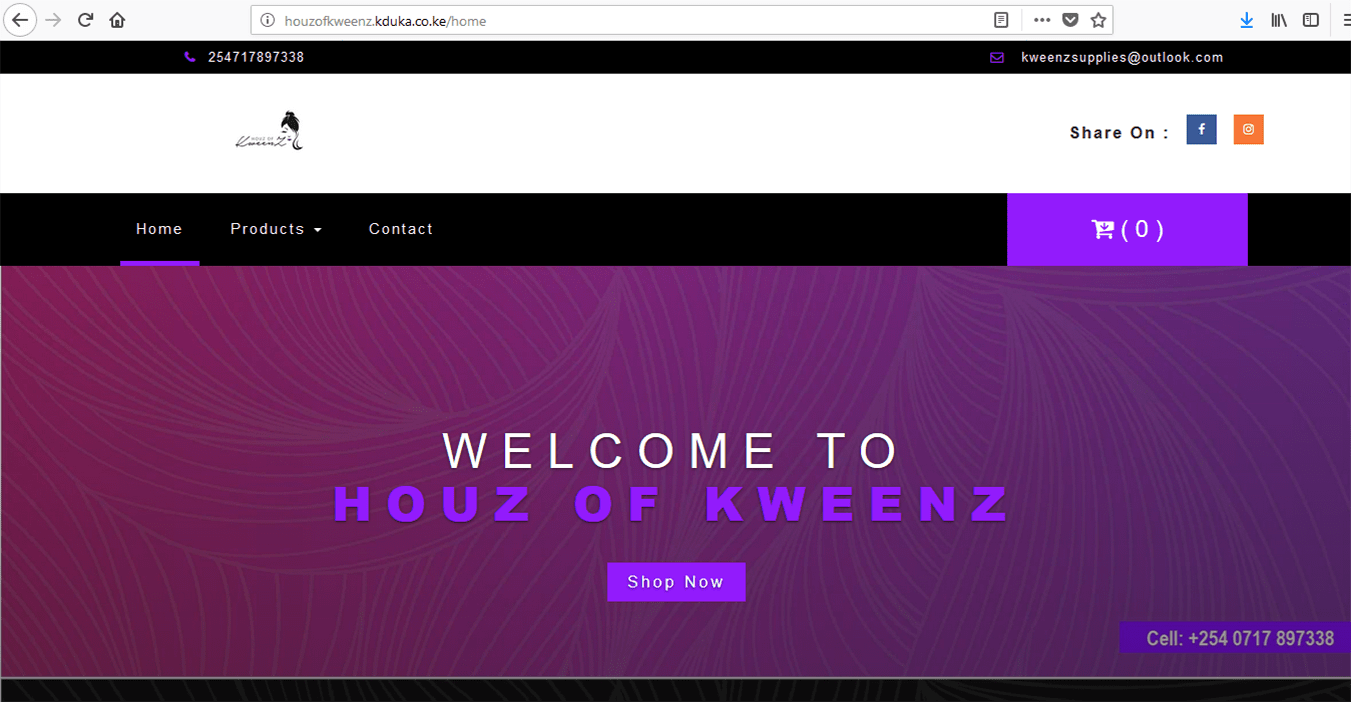 houzofkweenz.kduka.co.ke/home
254717897338
kweenzsupplies@outlook.com
HOUZ OF
KweenZ
Share On :
Home
Products
Contact
( 0 )
WELCOME TO
HOUZ OF KWEENZ
Shop Now
Cell: +254 0717 897338